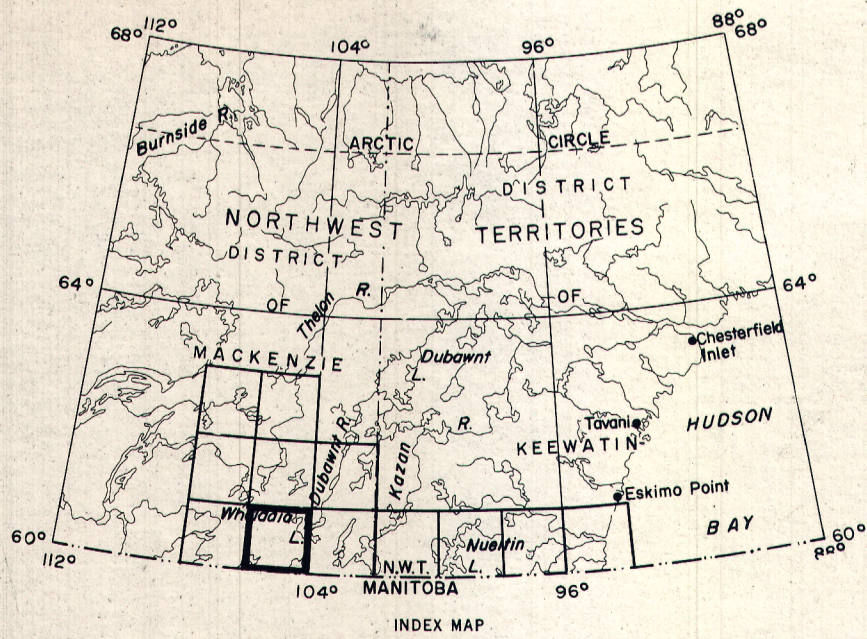 112°
88°
68°
104°
96°
68°
Burnside R.
ARCTIC CIRCLE
DISTRICT
NORTHWEST TERRITORIES
DISTRICT
64°
64°
OF
Thelon R.
OF
MACKENZIE
Dubawnt
L.
Chesterfield
Inlet
Dubawnt R.
Kazan R.
Tavani
HUDSON
KEEWATIN
Eskimo Point
Wholdaia
L.
Nueltin
L.
BAY
60°
60°
112°
88°
N.W.T.
104°
MANITOBA
96°
INDEX MAP